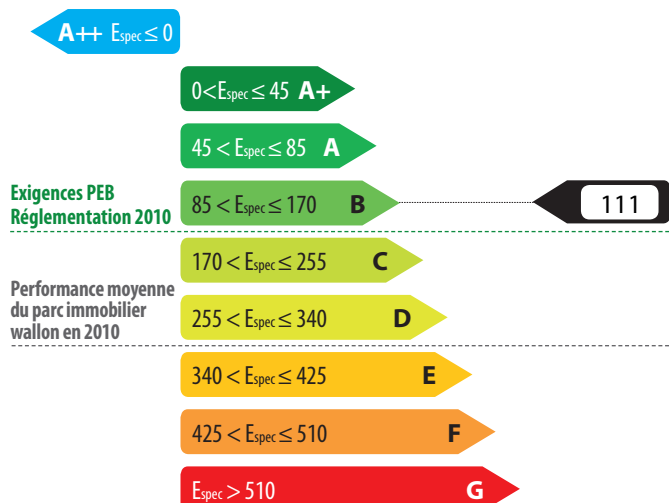 A++ Espec ≤ 0
0<Espec ≤ 45 A+
45 < Espec ≤ 85 A
Exigences PEB
Réglementation 2010
85 < Espec ≤ 170 B
111
170 < Espec ≤ 255 C
Performance moyenne
du parc immobilier
wallon en 2010
255 < Espec ≤ 340 D
340 < Espec ≤ 425 E
425 < Espec ≤ 510 F
Espec > 510 G